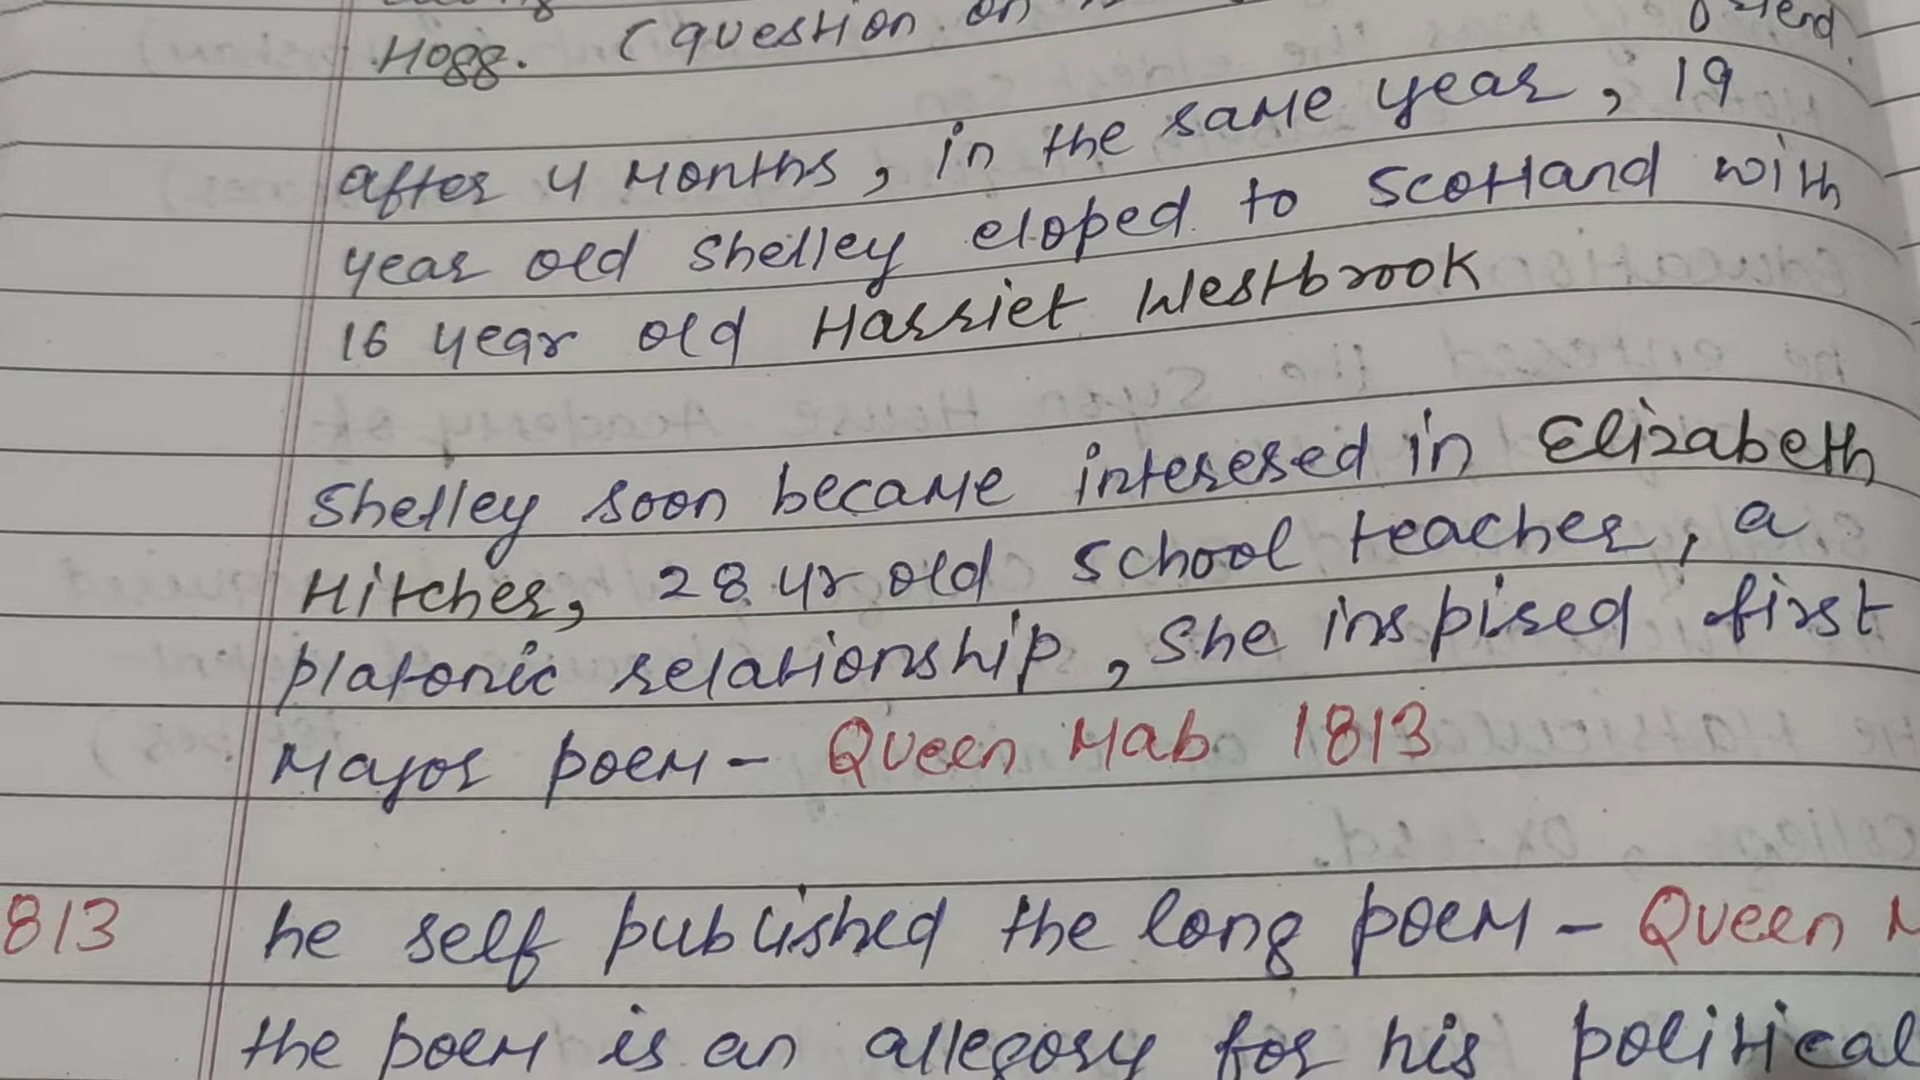 Hogg. (question on
friend
after 4 months, in the same year, 19
year old Shelley eloped to Scotland with
16 year old Harriet Westbrook
Shelley soon became interesed in Elizabeth
Hitcher, 28 yr old school teacher, a
platonic relationship, she inspired first
Major poem - Queen Mab 1813
813 he self published the long poem - Queen M
the poem is an allegory for his political